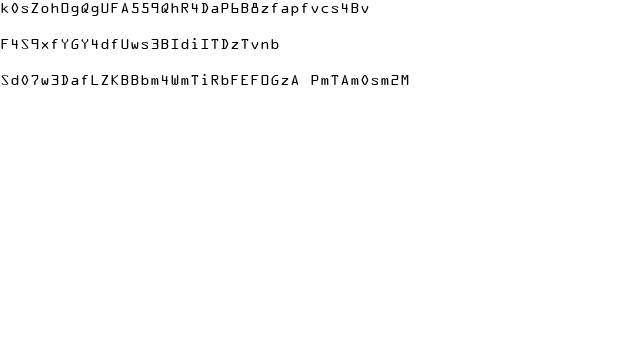 k0sZohOgQgUFA559QhR4DaP6B8zfapfvcs4Bv
F4S9xfYGY4dfUws3BIdiITDzTvnb
Sd07w3DafLZKBBbm4WmTiRbFEFOGzA PmTAm0sm2M